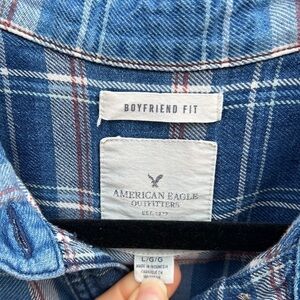 BOYFRIEND FIT
AMERICAN EAGLE
OUTFITTERS
EST. 1977
L/G/G
MADE IN INDONESIA